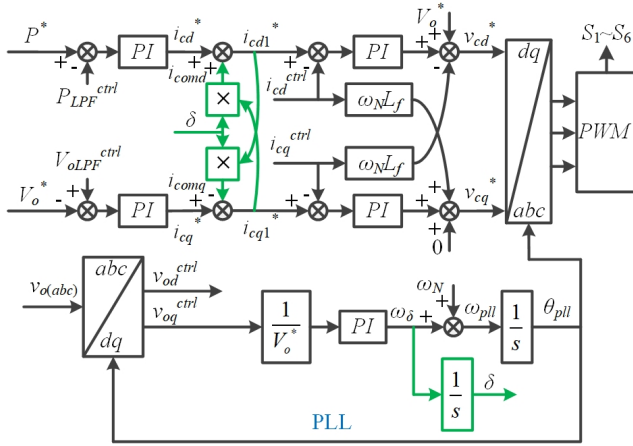 P* + - PI i_cd* + + i_cd1* + - PI + - V_o* + v_cd* dq S_1~S_6
P_LPF^ctrl i_comd × i_cd^ctrl ω_N L_f PWM
δ
V_oLPF^ctrl × i_cq^ctrl ω_N L_f
V_o* - + PI i_comq i_cq* + - i_cq1* + - PI + + + 0 v_cq* abc
v_o(abc) abc dq v_od^ctrl
v_oq^ctrl 1/V_o* PI ω_δ + ω_N + ω_pll 1/s θ_pll
1/s δ
PLL